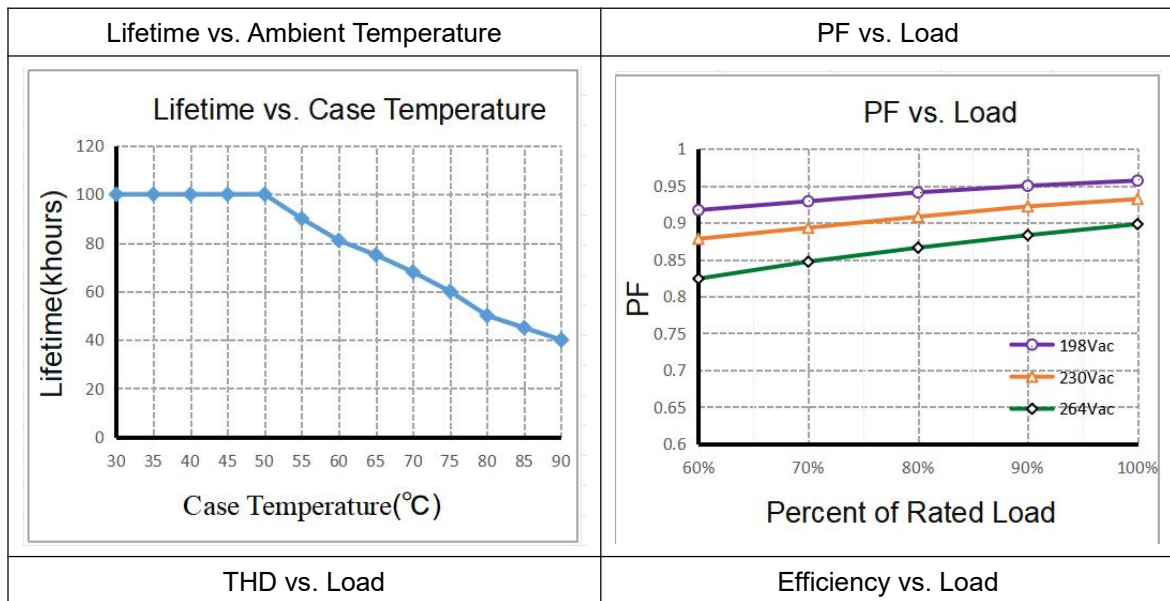 Lifetime vs. Ambient Temperature
PF vs. Load
Lifetime vs. Case Temperature
120
100
80
60
40
20
0
Lifetime(khours)
30 35 40 45 50 55 60 65 70 75 80 85 90
Case Temperature(℃)
PF vs. Load
1
0.95
0.9
0.85
0.8
0.75
0.7
0.65
0.6
PF
198Vac
230Vac
264Vac
60% 70% 80% 90% 100%
Percent of Rated Load
THD vs. Load
Efficiency vs. Load